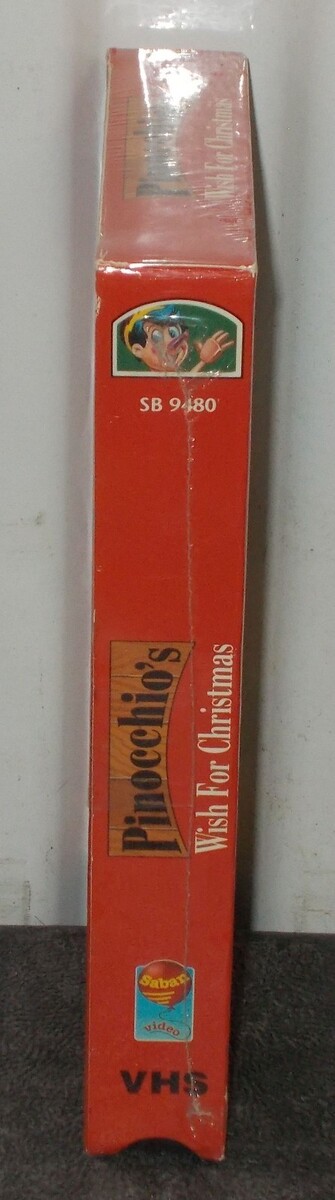 Pinocchio's
Wish For Christmas
SB 9480
Pinocchio's
Wish For Christmas
Saban
video
VHS